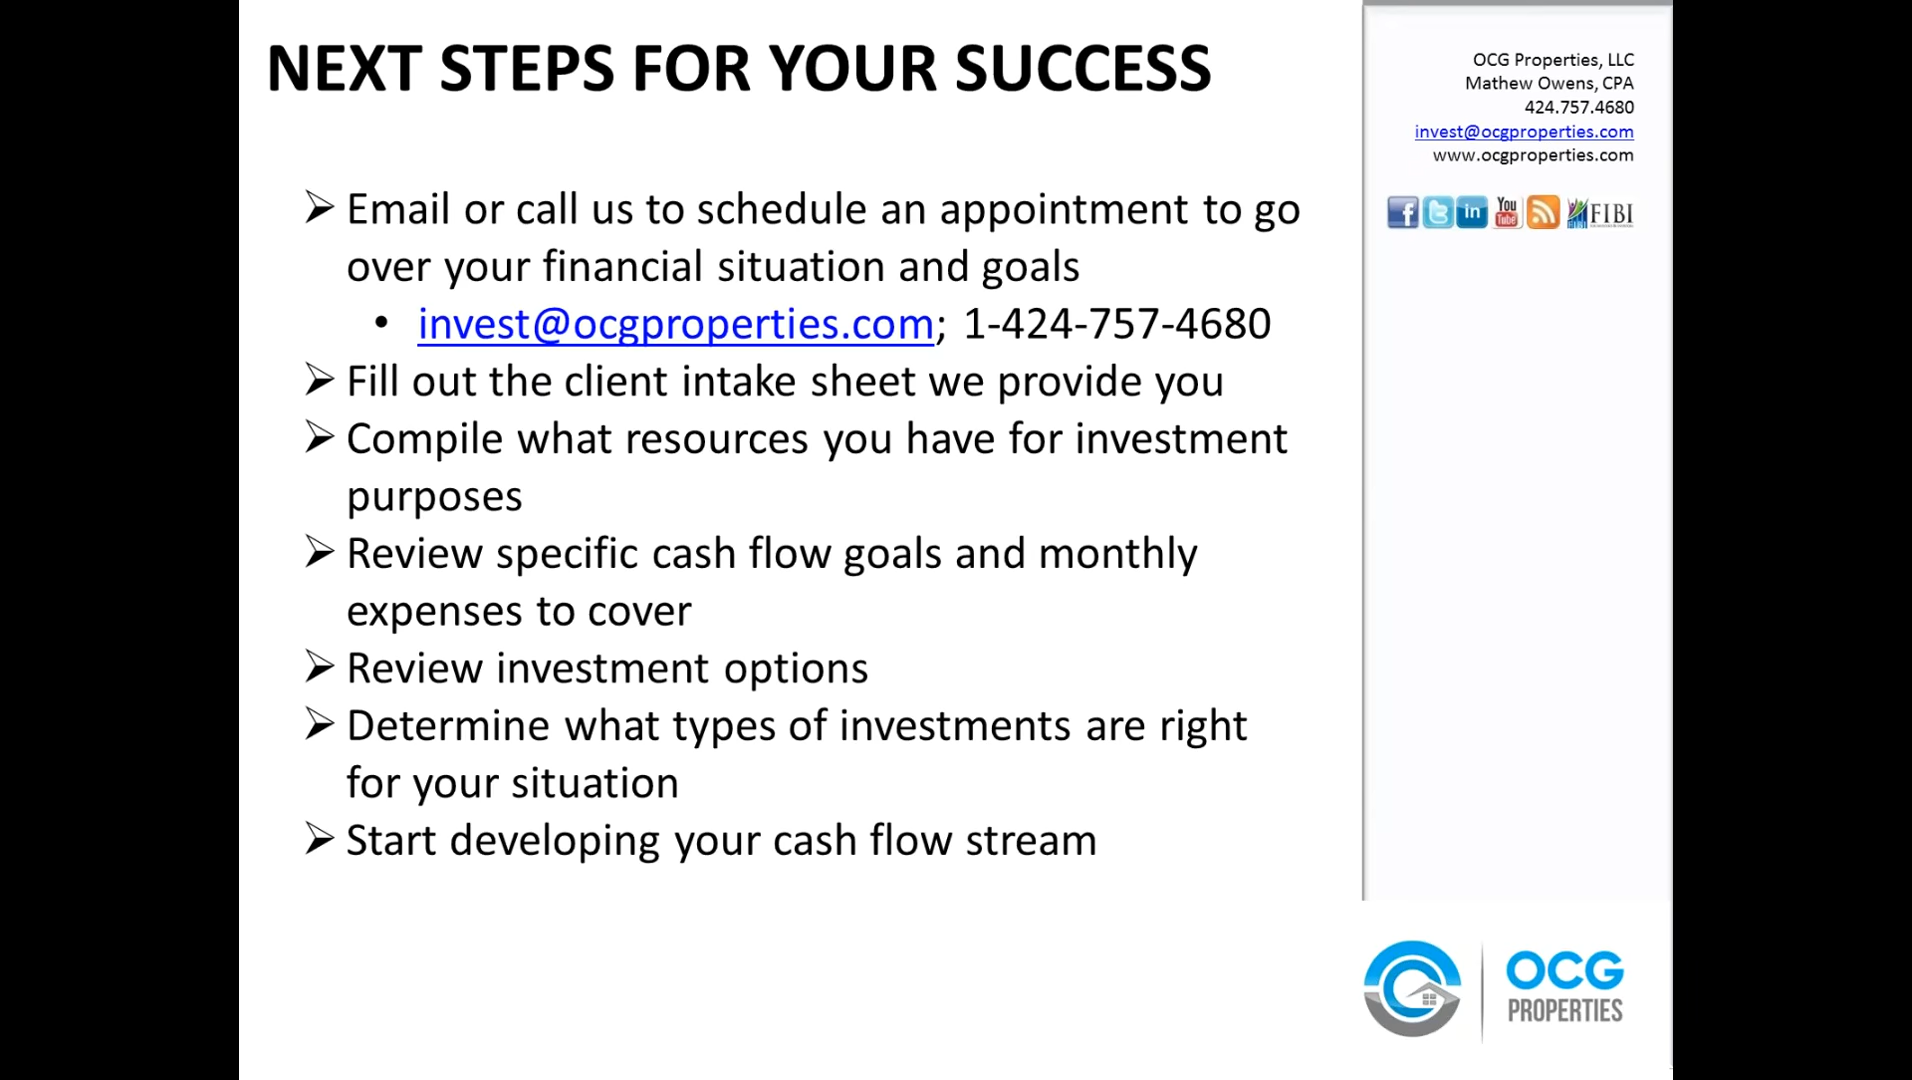 NEXT STEPS FOR YOUR SUCCESS
➢ Email or call us to schedule an appointment to go
over your financial situation and goals
• invest@ocgproperties.com; 1-424-757-4680
➢ Fill out the client intake sheet we provide you
➢ Compile what resources you have for investment
purposes
➢ Review specific cash flow goals and monthly
expenses to cover
➢ Review investment options
➢ Determine what types of investments are right
for your situation
➢ Start developing your cash flow stream
OCG Properties, LLC
Mathew Owens, CPA
424.757.4680
invest@ocgproperties.com
www.ocgproperties.com
f t in You Tube FIBI
OCG
PROPERTIES